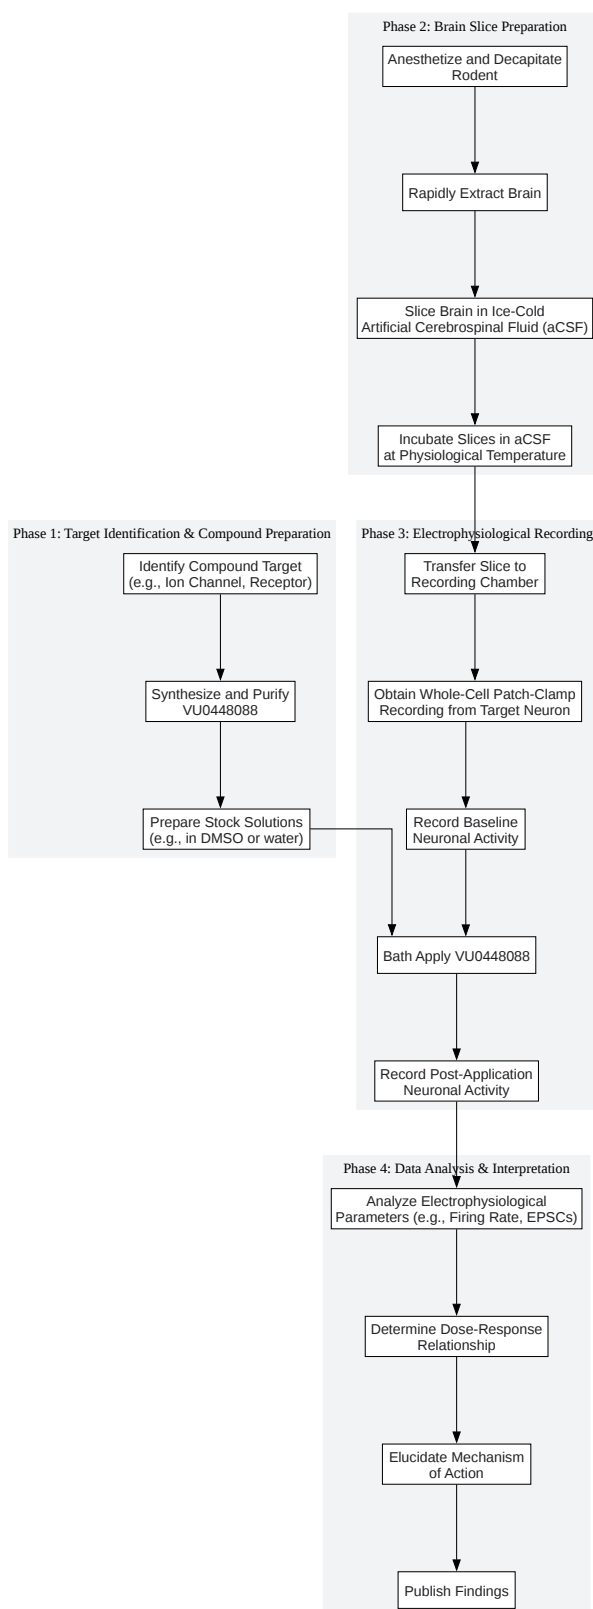 Phase 2: Brain Slice Preparation
Anesthetize and Decapitate
Rodent
Rapidly Extract Brain
Slice Brain in Ice-Cold
Artificial Cerebrospinal Fluid (aCSF)
Incubate Slices in aCSF
at Physiological Temperature
Phase 1: Target Identification & Compound Preparation
Identify Compound Target
(e.g., Ion Channel, Receptor)
Synthesize and Purify
VU0448088
Prepare Stock Solutions
(e.g., in DMSO or water)
Phase 3: Electrophysiological Recording
Transfer Slice to
Recording Chamber
Obtain Whole-Cell Patch-Clamp
Recording from Target Neuron
Record Baseline
Neuronal Activity
Bath Apply VU0448088
Record Post-Application
Neuronal Activity
Phase 4: Data Analysis & Interpretation
Analyze Electrophysiological
Parameters (e.g., Firing Rate, EPSCs)
Determine Dose-Response
Relationship
Elucidate Mechanism
of Action
Publish Findings